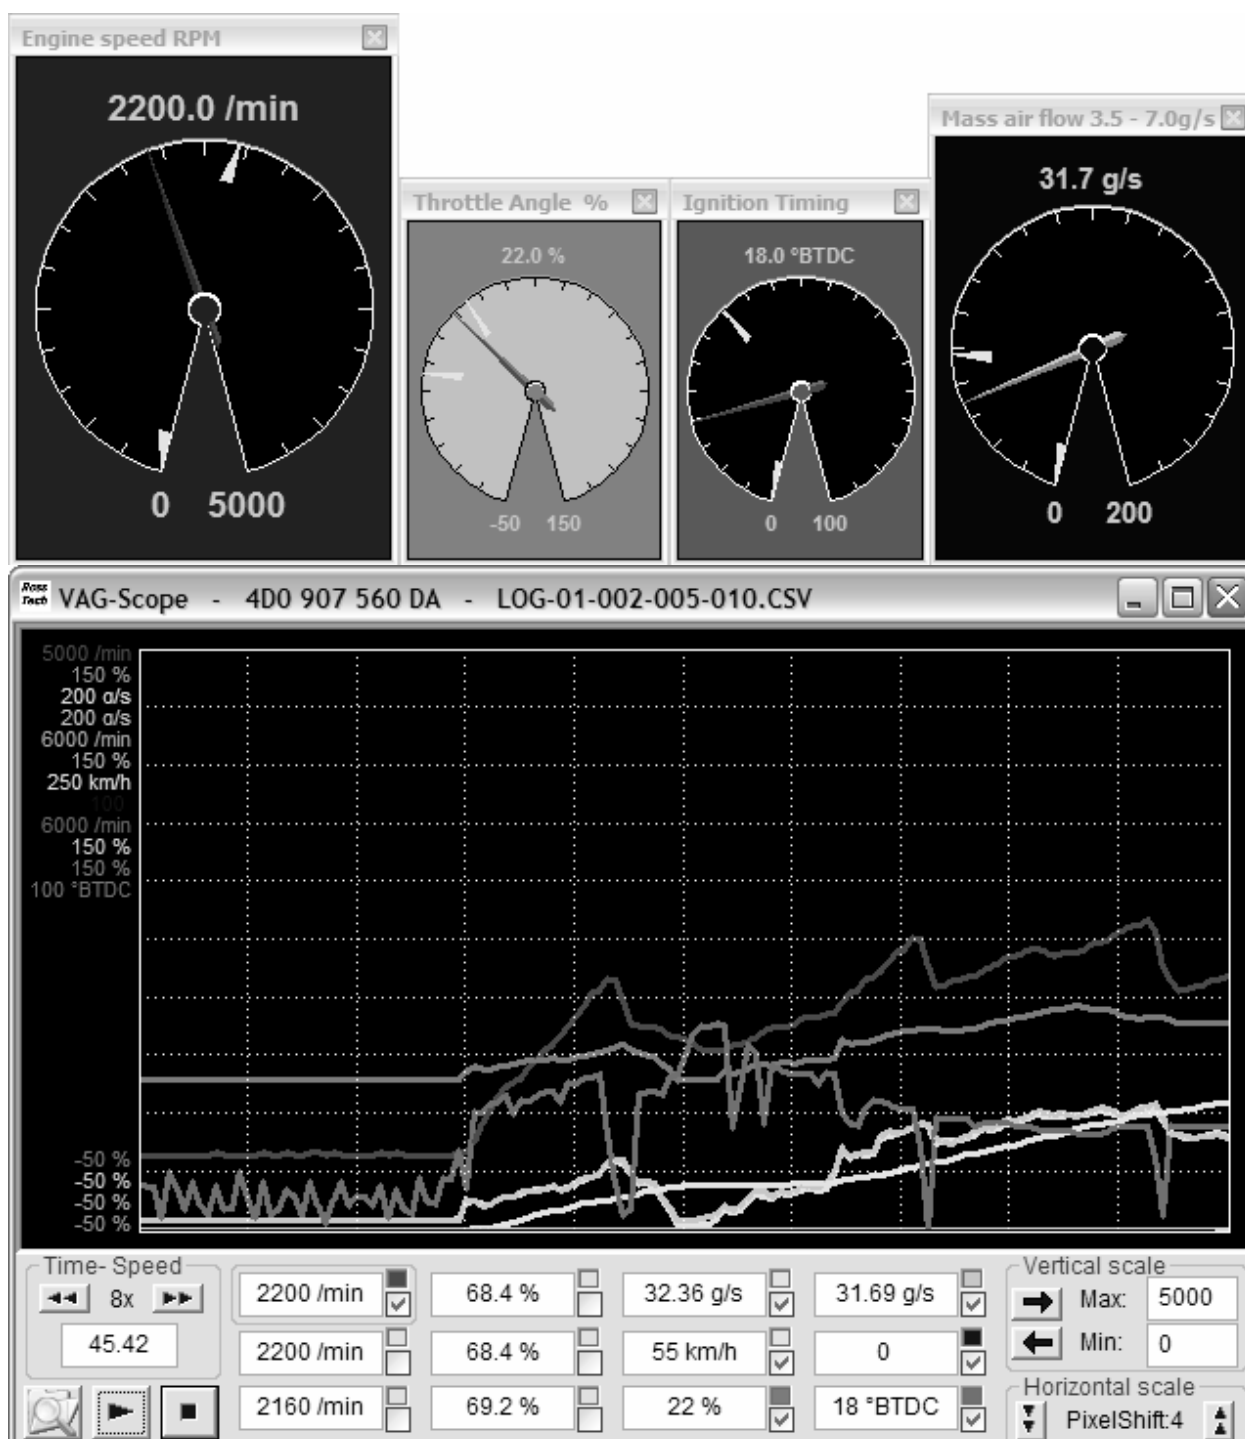 Engine speed RPM
2200.0 /min
0 5000
Throttle Angle %
22.0 %
-50 150
Ignition Timing
18.0 °BTDC
0 100
Mass air flow 3.5 - 7.0g/s
31.7 g/s
0 200
Ross
Tech
VAG-Scope - 4D0 907 560 DA - LOG-01-002-005-010.CSV
5000 /min
150 %
200 g/s
200 g/s
6000 /min
150 %
250 km/h
100
6000 /min
150 %
150 %
100 °BTDC
-50 %
-50 %
-50 %
-50 %
Time- Speed
8x
45.42
2200 /min 68.4 % 32.36 g/s 31.69 g/s
2200 /min 68.4 % 55 km/h 0
2160 /min 69.2 % 22 % 18 °BTDC
Vertical scale
Max: 5000
Min: 0
Horizontal scale
PixelShift:4